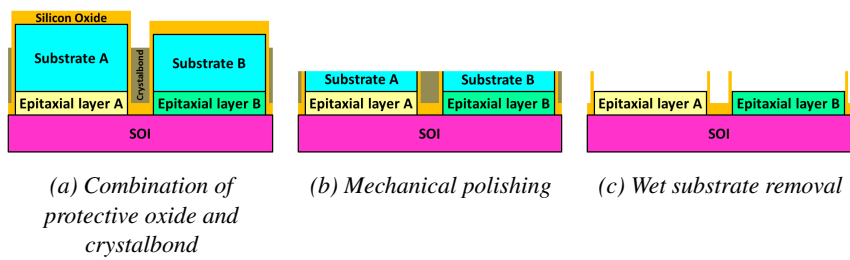 Silicon Oxide
Substrate A
Crystalbond
Substrate B
Epitaxial layer A
Epitaxial layer B
SOI
Substrate A
Substrate B
Epitaxial layer A
Epitaxial layer B
SOI
Epitaxial layer A
Epitaxial layer B
SOI
(a) Combination of
protective oxide and
crystalbond
(b) Mechanical polishing
(c) Wet substrate removal